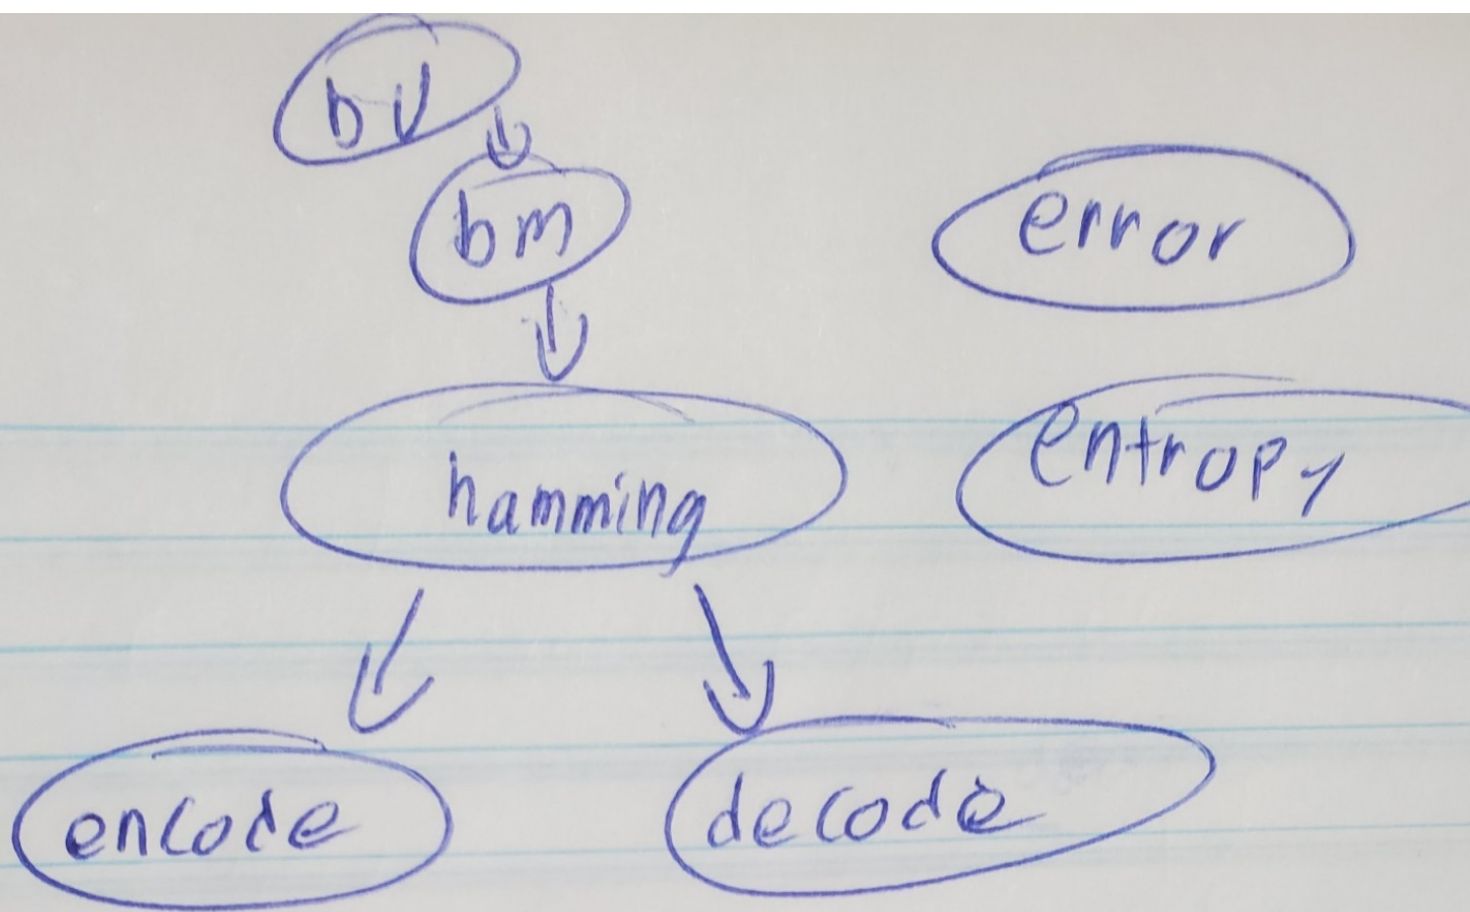 bv
bm
error
hamming
entropy
encode
decode